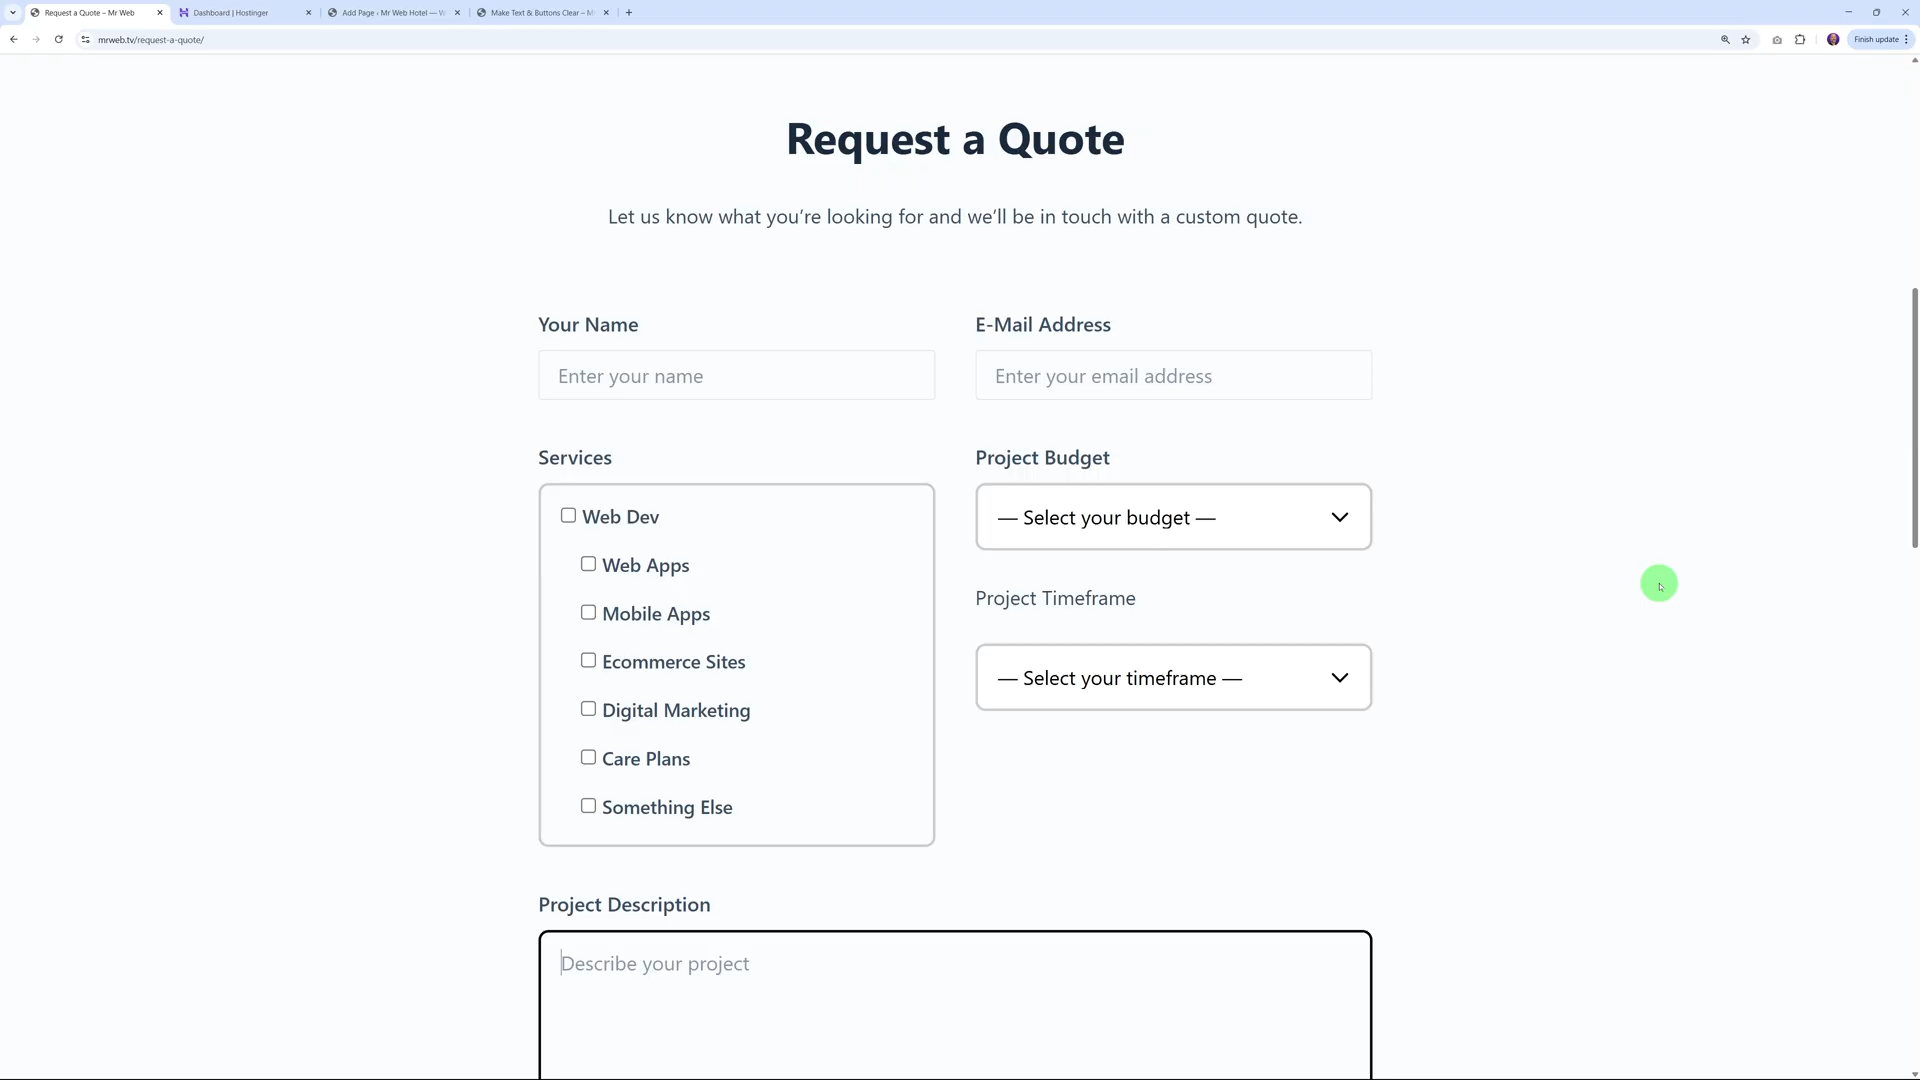 Request a Quote – Mr Web
Dashboard | Hostinger
Add Page ‹ Mr Web Hotel — W
Make Text & Buttons Clear – M
mrweb.tv/request-a-quote/
Finish update
Request a Quote
Let us know what you’re looking for and we’ll be in touch with a custom quote.
Your Name
E-Mail Address
Enter your name
Enter your email address
Services
Project Budget
Web Dev
— Select your budget —
Web Apps
Project Timeframe
Mobile Apps
Ecommerce Sites
— Select your timeframe —
Digital Marketing
Care Plans
Something Else
Project Description
Describe your project